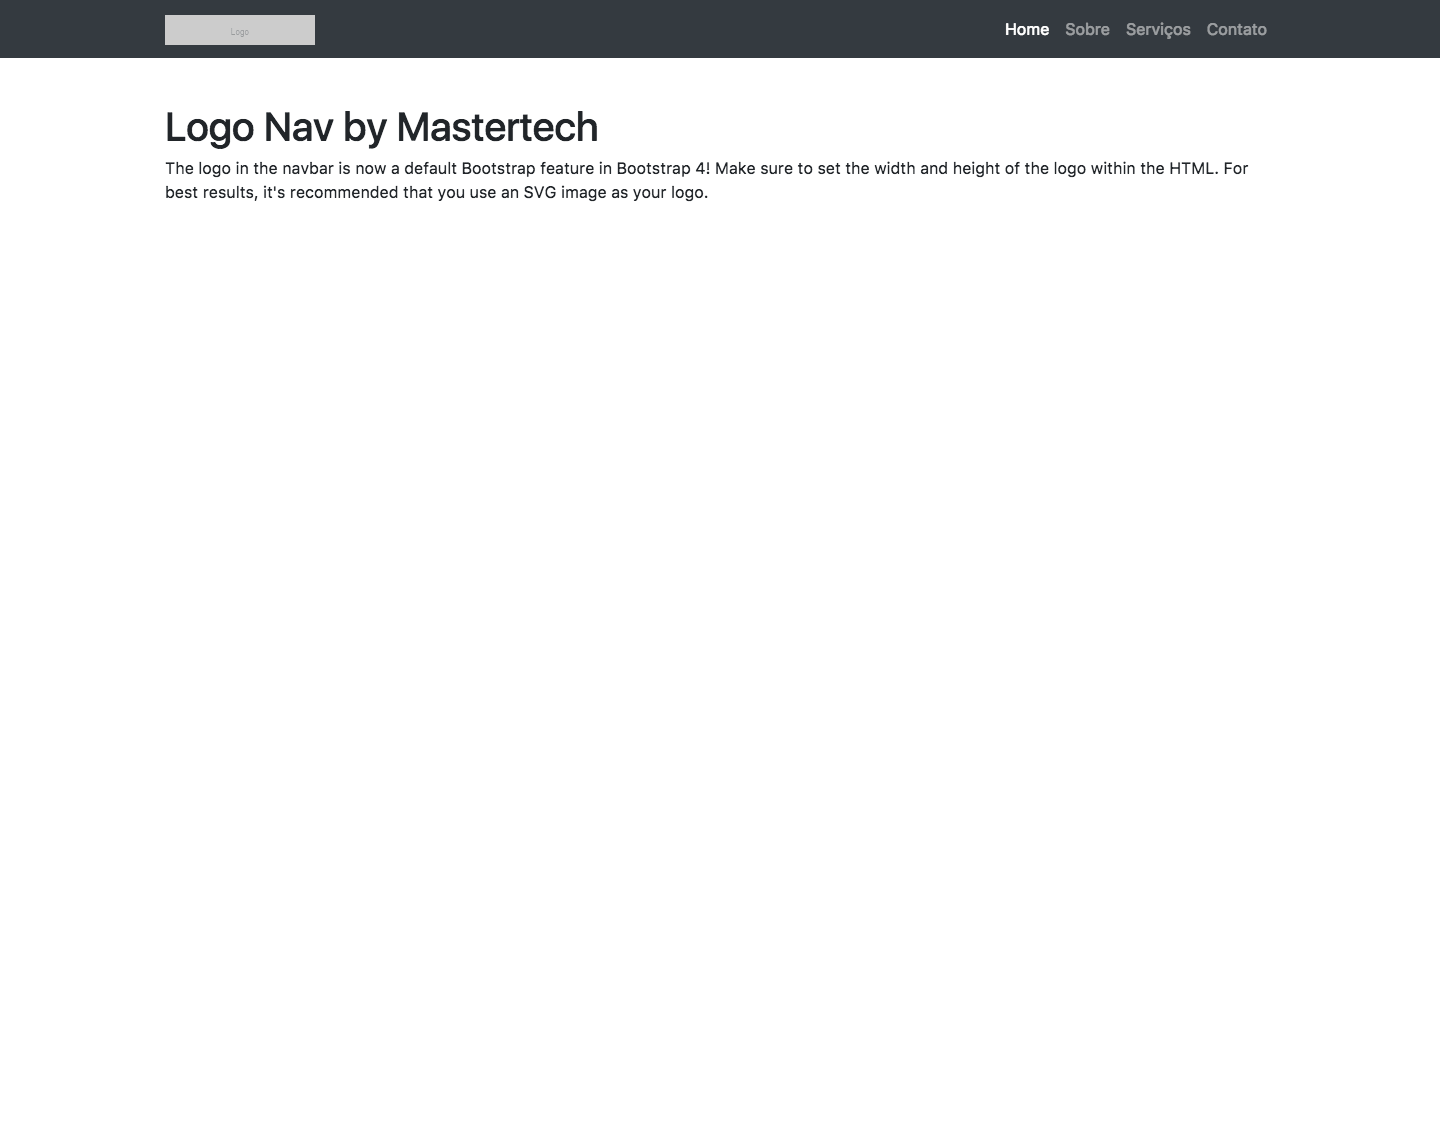 Logo
Home Sobre Serviços Contato
Logo Nav by Mastertech
The logo in the navbar is now a default Bootstrap feature in Bootstrap 4! Make sure to set the width and height of the logo within the HTML. For
best results, it's recommended that you use an SVG image as your logo.